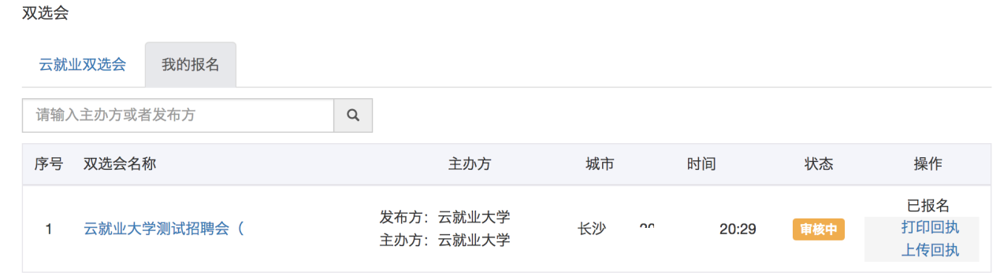 双选会
云就业双选会 我的报名
请输入主办方或者发布方
序号 双选会名称 主办方 城市 时间 状态 操作
1 云就业大学测试招聘会（ 发布方：云就业大学 主办方：云就业大学 长沙 20:29 审核中 已报名 打印回执 上传回执